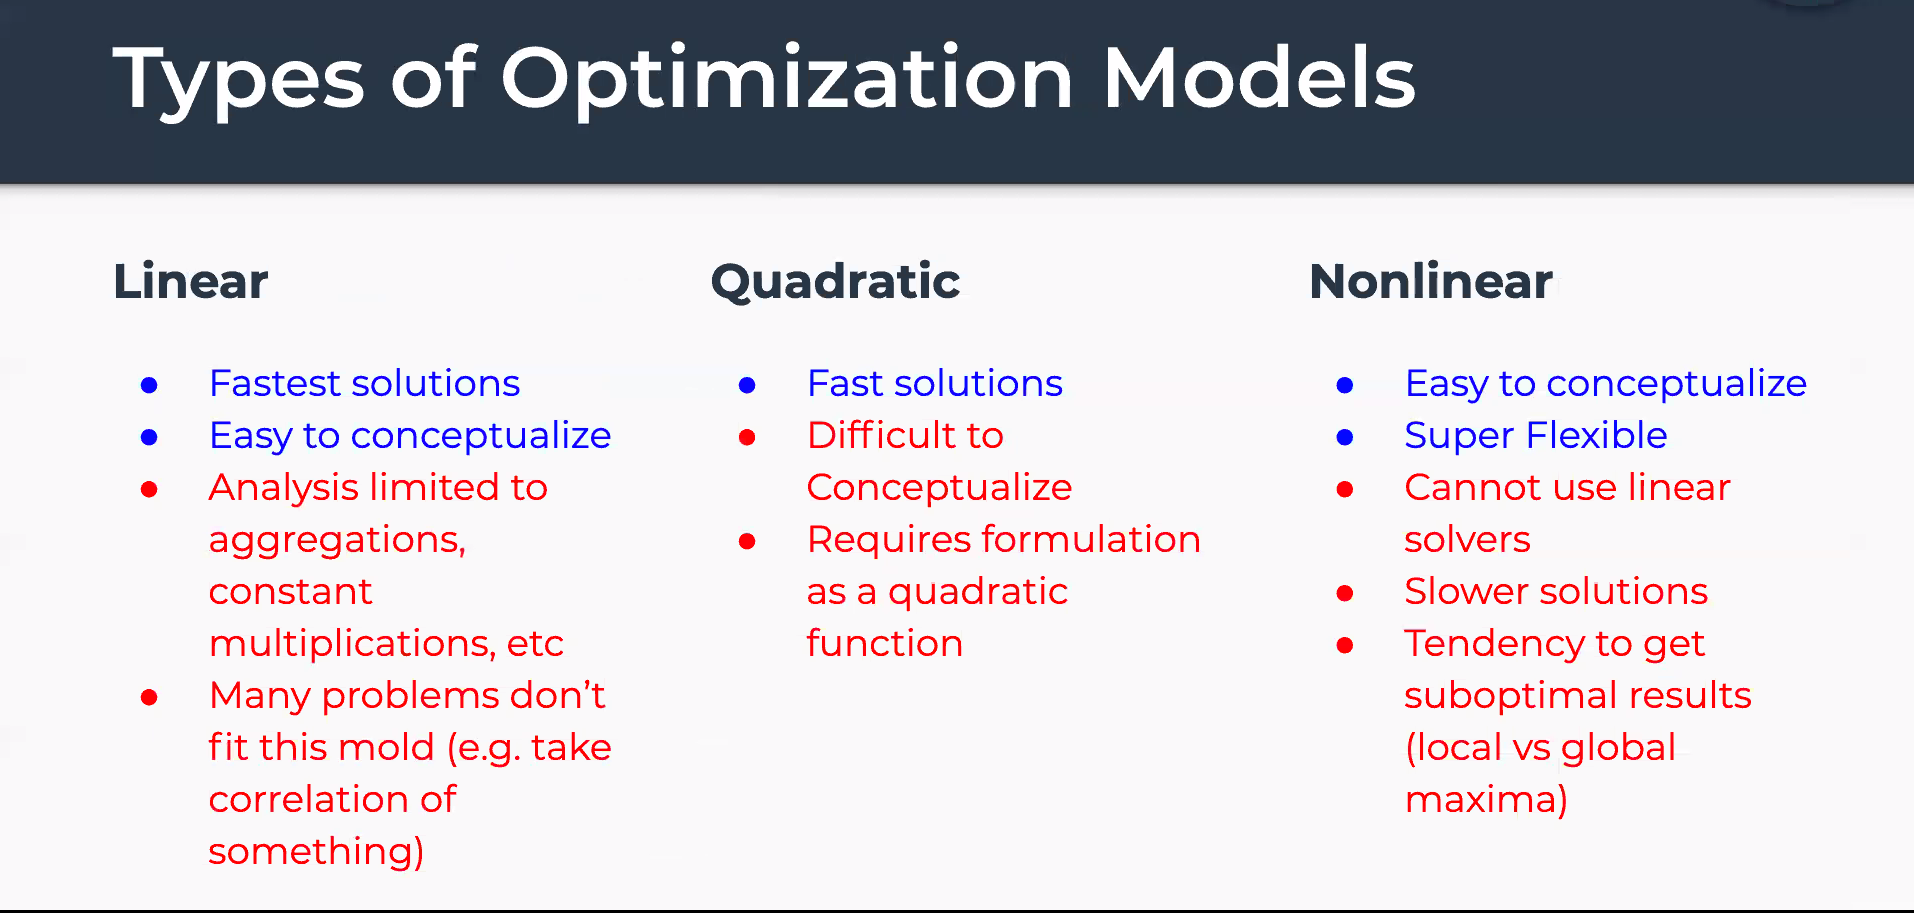 Types of Optimization Models
Linear
● Fastest solutions
● Easy to conceptualize
● Analysis limited to
aggregations,
constant
multiplications, etc
● Many problems don't
fit this mold (e.g. take
correlation of
something)
Quadratic
● Fast solutions
● Difficult to
Conceptualize
● Requires formulation
as a quadratic
function
Nonlinear
● Easy to conceptualize
● Super Flexible
● Cannot use linear
solvers
● Slower solutions
● Tendency to get
suboptimal results
(local vs global
maxima)